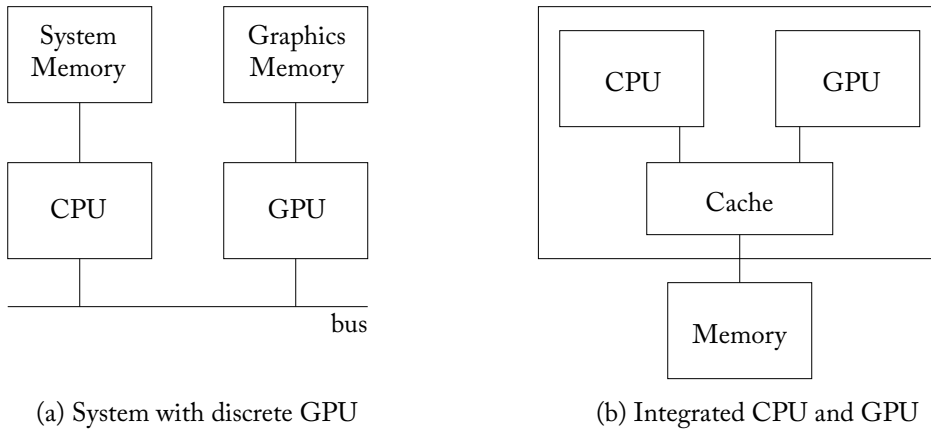 System
Memory
Graphics
Memory
CPU
GPU
bus
(a) System with discrete GPU
CPU
GPU
Cache
Memory
(b) Integrated CPU and GPU